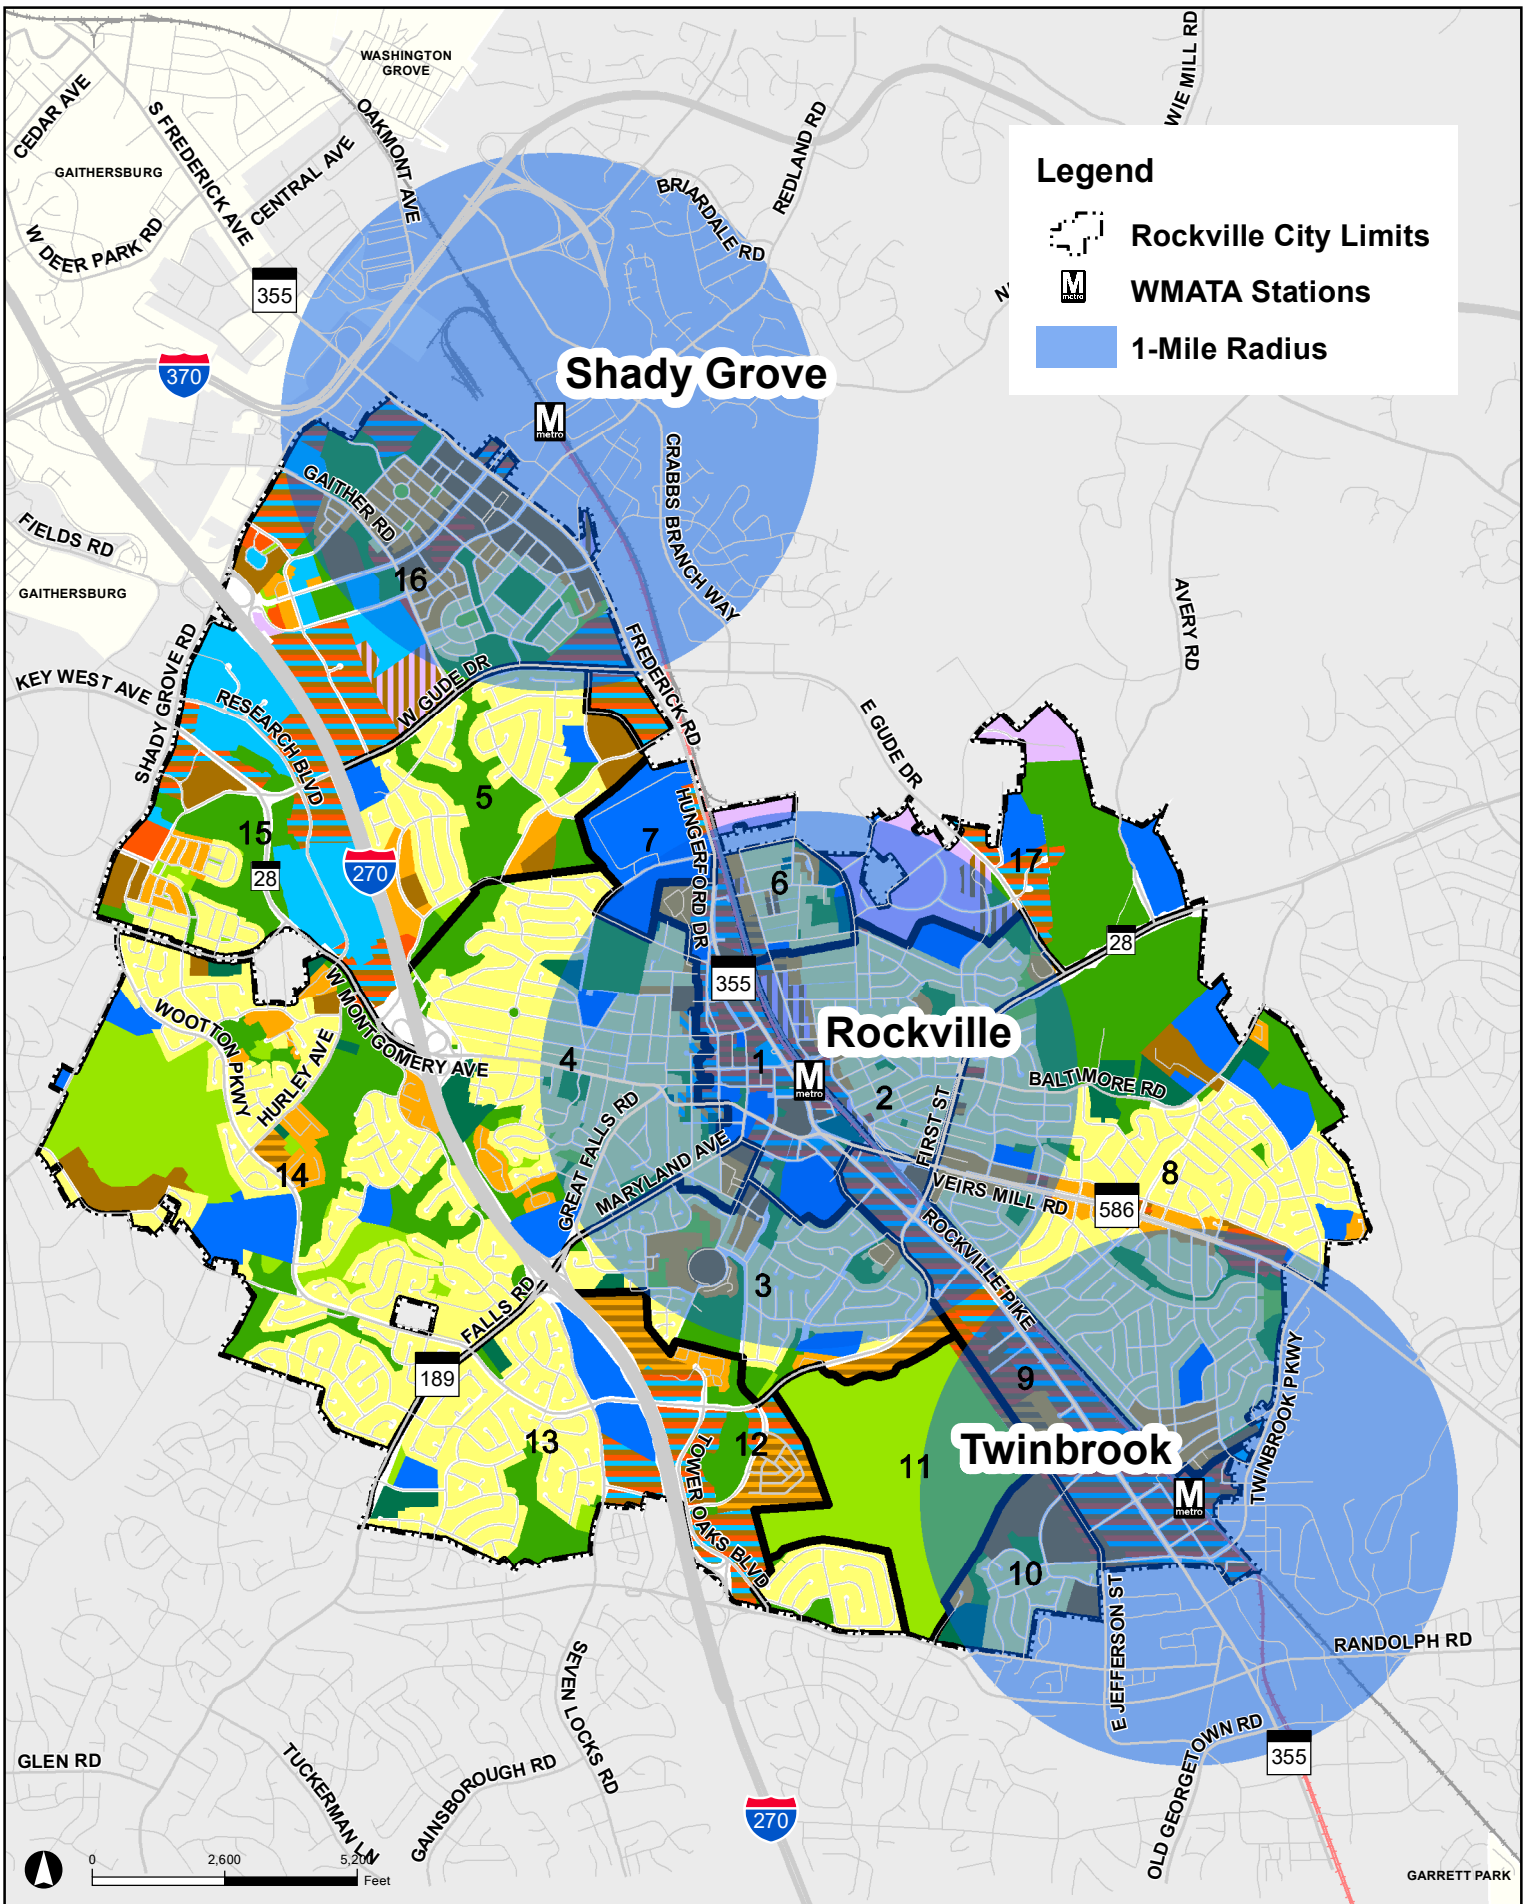 WASHINGTON
GROVE
WIE MILL RD
CEDAR AVE
S FREDERICK AVE
OAKMONT AVE
GAITHERSBURG
CENTRAL AVE
REDLAND RD
BRIARDALE RD
W DEER PARK RD
355
Legend
Rockville City Limits
M
metro
WMATA Stations
1-Mile Radius
370
Shady Grove
M
metro
CRABBS BRANCH WAY
GAITHER RD
FIELDS RD
16
GAITHERSBURG
AVERY RD
SHADY GROVE RD
KEY WEST AVE
RESEARCH BLVD
W GUDE DR
FREDERICK RD
E GUDE DR
5
7
HUNGERFORD DR
15
28
270
6
17
28
355
W MONTGOMERY AVE
WOOTTON PKWY
HURLEY AVE
Rockville
4
1
M
metro
2
FIRST ST
BALTIMORE RD
GREAT FALLS RD
MARYLAND AVE
14
8
VEIRS MILL RD
586
ROCKVILLE PIKE
3
FALLS RD
189
9
TWINBROOK PKWY
13
12
TOWER OAKS BLVD
11
Twinbrook
M
metro
10
E JEFFERSON ST
RANDOLPH RD
SEVEN LOCKS RD
OLD GEORGETOWN RD
355
GLEN RD
TUCKERMAN LN
GAINSBOROUGH RD
270
0
2,600
5,200
Feet
GARRETT PARK